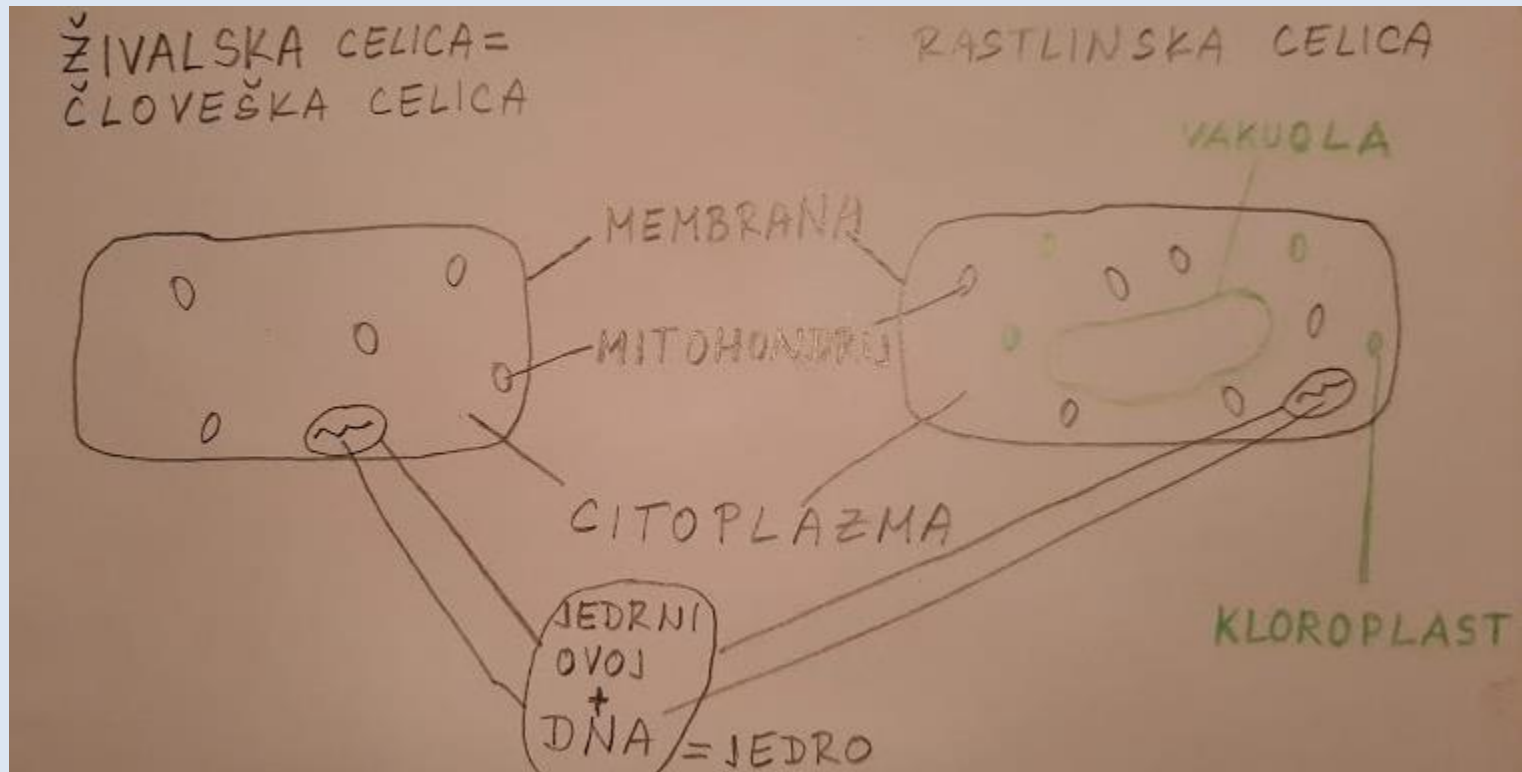 ŽIVALSKA CELICA=
ČLOVEŠKA CELICA
RASTLINSKA CELICA
VAKUOLA
MEMBRANA
MITOHONDRIJ
CITOPLAZMA
KLOROPLAST
JEDRNI
OVOJ
+
DNA = JEDRO